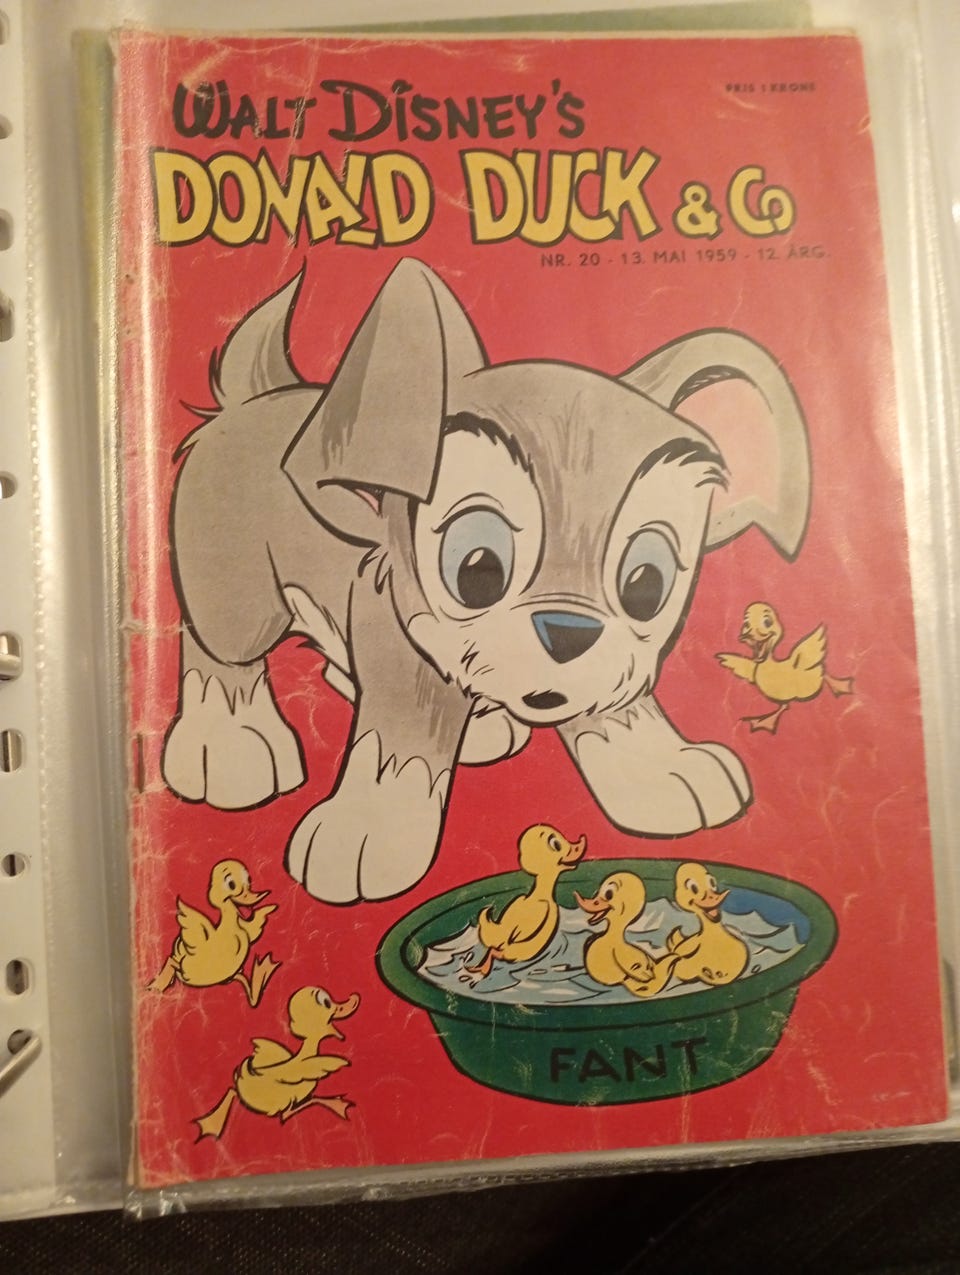 PRIS 1 KRONE
WALT DISNEY'S
DONALD DUCK & Co
NR. 20 - 13. MAI 1959 - 12. ÅRG.
FANT